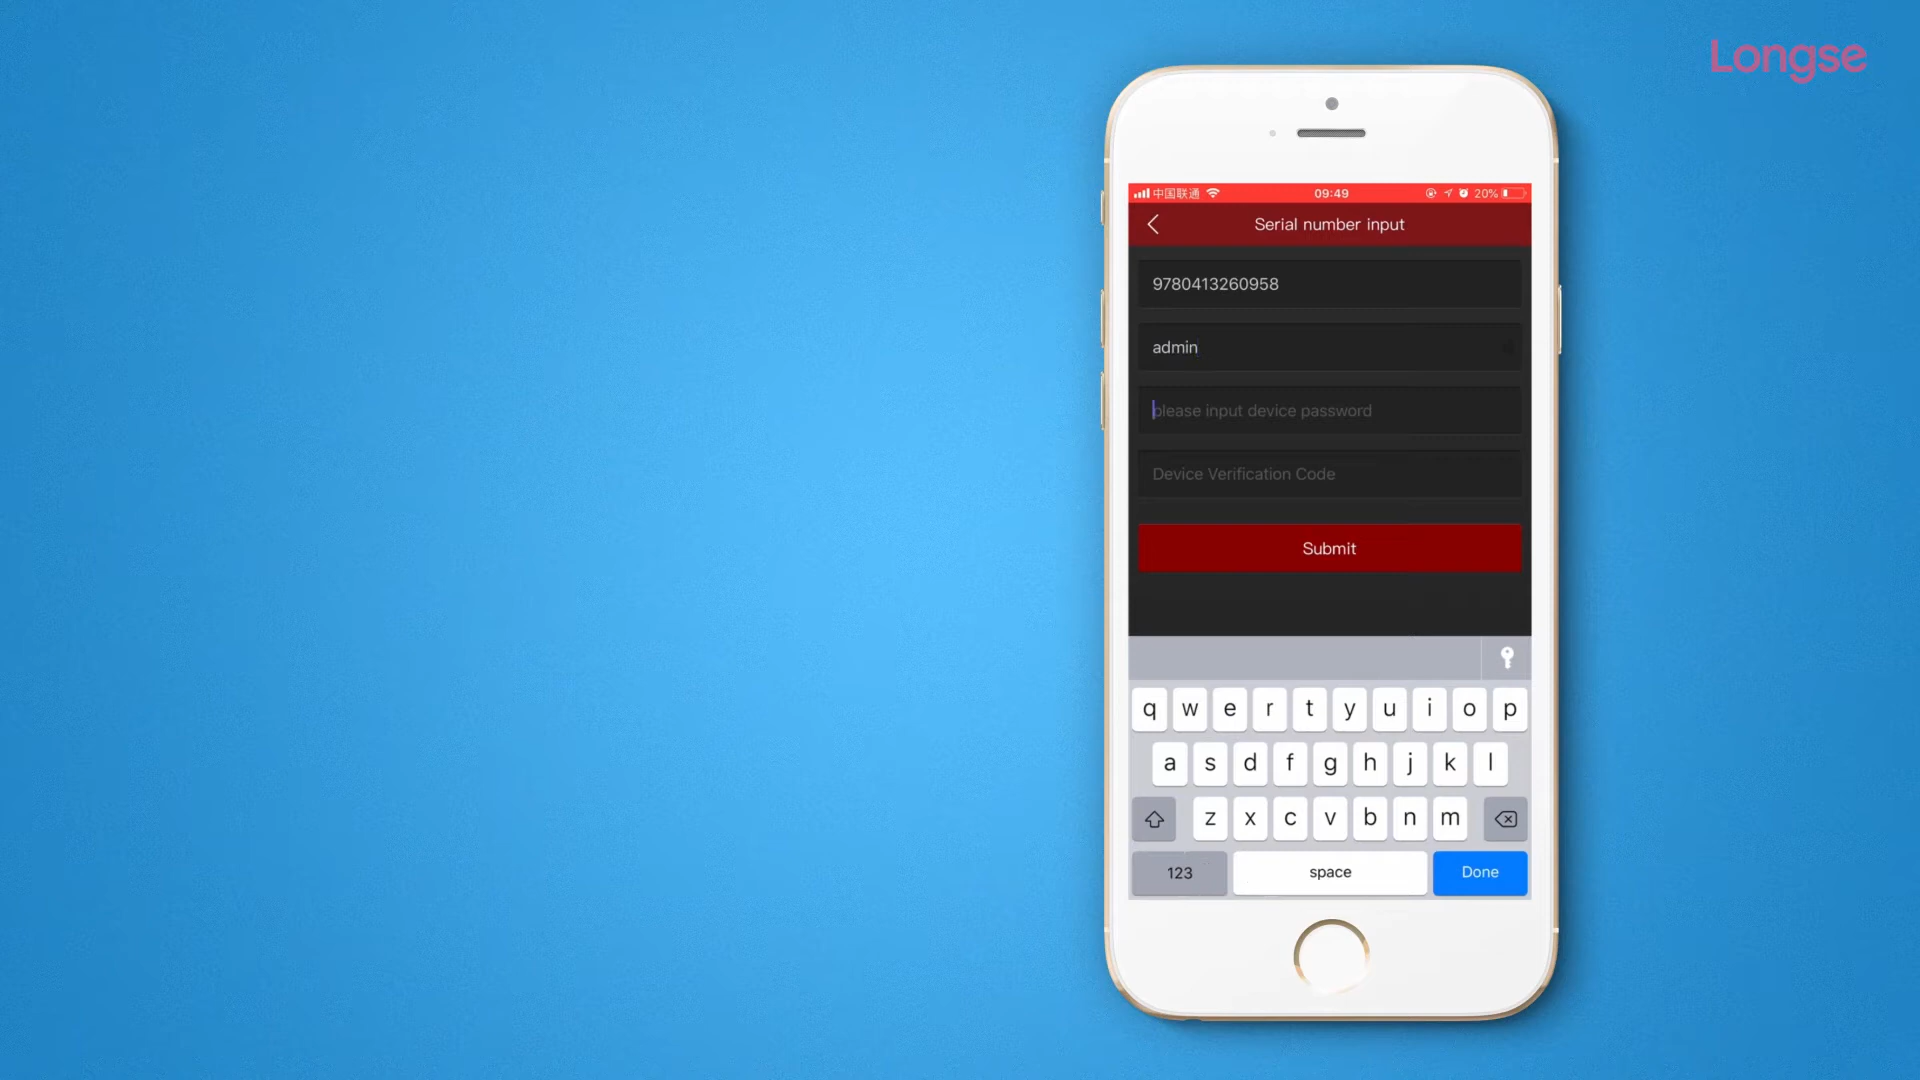 Longse
中国联通 09:49 20%
Serial number input
9780413260958
admin
please input device password
Device Verification Code
Submit
q w e r t y u i o p
a s d f g h j k l
z x c v b n m
123 space Done